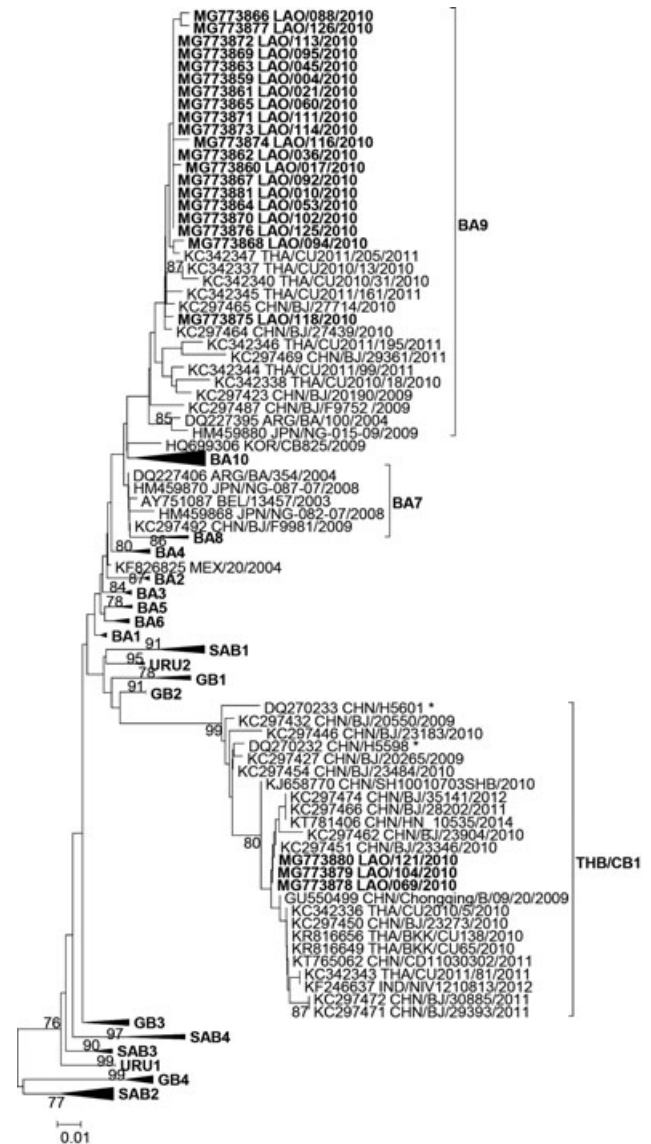 MG773866 LAO/088/2010
MG773877 LAO/126/2010
MG773872 LAO/113/2010
MG773869 LAO/095/2010
MG773863 LAO/045/2010
MG773859 LAO/004/2010
MG773861 LAO/021/2010
MG773865 LAO/060/2010
MG773871 LAO/111/2010
MG773873 LAO/114/2010
MG773874 LAO/116/2010
MG773862 LAO/036/2010
MG773860 LAO/017/2010
MG773867 LAO/092/2010
MG773881 LAO/010/2010
MG773864 LAO/053/2010
MG773870 LAO/102/2010
MG773876 LAO/125/2010
BA9
MG773868 LAO/094/2010
KC342347 THA/CU2011/205/2011
87 KC342337 THA/CU2010/13/2010
KC342340 THA/CU2010/31/2010
KC342345 THA/CU2011/161/2011
KC297465 CHN/BJ/27714/2010
MG773875 LAO/118/2010
KC297464 CHN/BJ/27439/2010
KC342346 THA/CU2011/195/2011
KC297469 CHN/BJ/29361/2011
KC342344 THA/CU2011/99/2011
KC342338 THA/CU2010/18/2010
KC297423 CHN/BJ/20190/2009
KC297487 CHN/BJ/F9752 /2009
85 DQ227395 ARG/BA/100/2004
HM459880 JPN/NG-015-09/2009
HQ699306 KOR/CB825/2009
BA10
DQ227406 ARG/BA/354/2004
HM459870 JPN/NG-087-07/2008
AY751087 BEL/13457/2003
BA7
HM459868 JPN/NG-082-07/2008
KC297492 CHN/BJ/F9981/2009
86 BA8
80 BA4
KF826825 MEX/20/2004
87 BA2
84 BA3
78 BA5
BA6
BA1
91 SAB1
95 URU2
78 GB1
91 GB2
DQ270233 CHN/H5601 *
99 KC297432 CHN/BJ/20550/2009
KC297446 CHN/BJ/23183/2010
DQ270232 CHN/H5598 *
KC297427 CHN/BJ/20265/2009
KC297454 CHN/BJ/23484/2010
KJ658770 CHN/SH10010703SHB/2010
KC297474 CHN/BJ/35141/2012
KC297466 CHN/BJ/28202/2011
KT781406 CHN/HN_10535/2014
KC297462 CHN/BJ/23904/2010
80 KC297451 CHN/BJ/23346/2010
MG773880 LAO/121/2010
THB/CB1
MG773879 LAO/104/2010
MG773878 LAO/069/2010
GU550499 CHN/Chongqing/B/09/20/2009
KC342336 THA/CU2010/5/2010
KC297450 CHN/BJ/23273/2010
KR816656 THA/BKK/CU138/2010
KR816649 THA/BKK/CU65/2010
KT765062 CHN/CD11030302/2011
KC342343 THA/CU2011/81/2011
KF246637 IND/NIV1210813/2012
KC297472 CHN/BJ/30885/2011
87 KC297471 CHN/BJ/29393/2011
76 GB3
97 SAB4
90 SAB3
99 URU1
99 GB4
77 SAB2
0.01